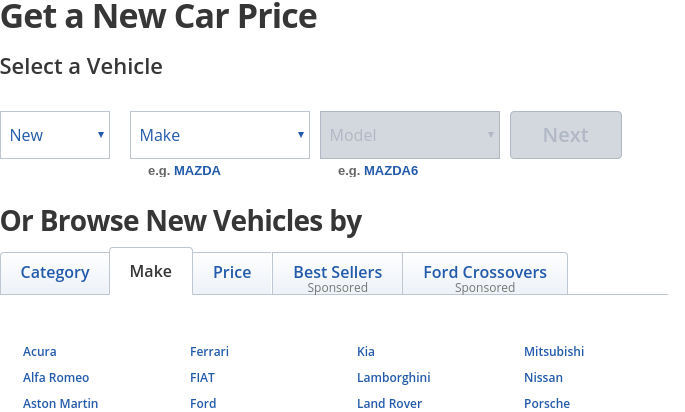 Get a New Car Price
Select a Vehicle
New ▾ Make ▾ Model ▾ Next
e.g. MAZDA e.g. MAZDA6
Or Browse New Vehicles by
Category Make Price Best Sellers Ford Crossovers
Sponsored Sponsored
Acura Ferrari Kia Mitsubishi
Alfa Romeo FIAT Lamborghini Nissan
Aston Martin Ford Land Rover Porsche